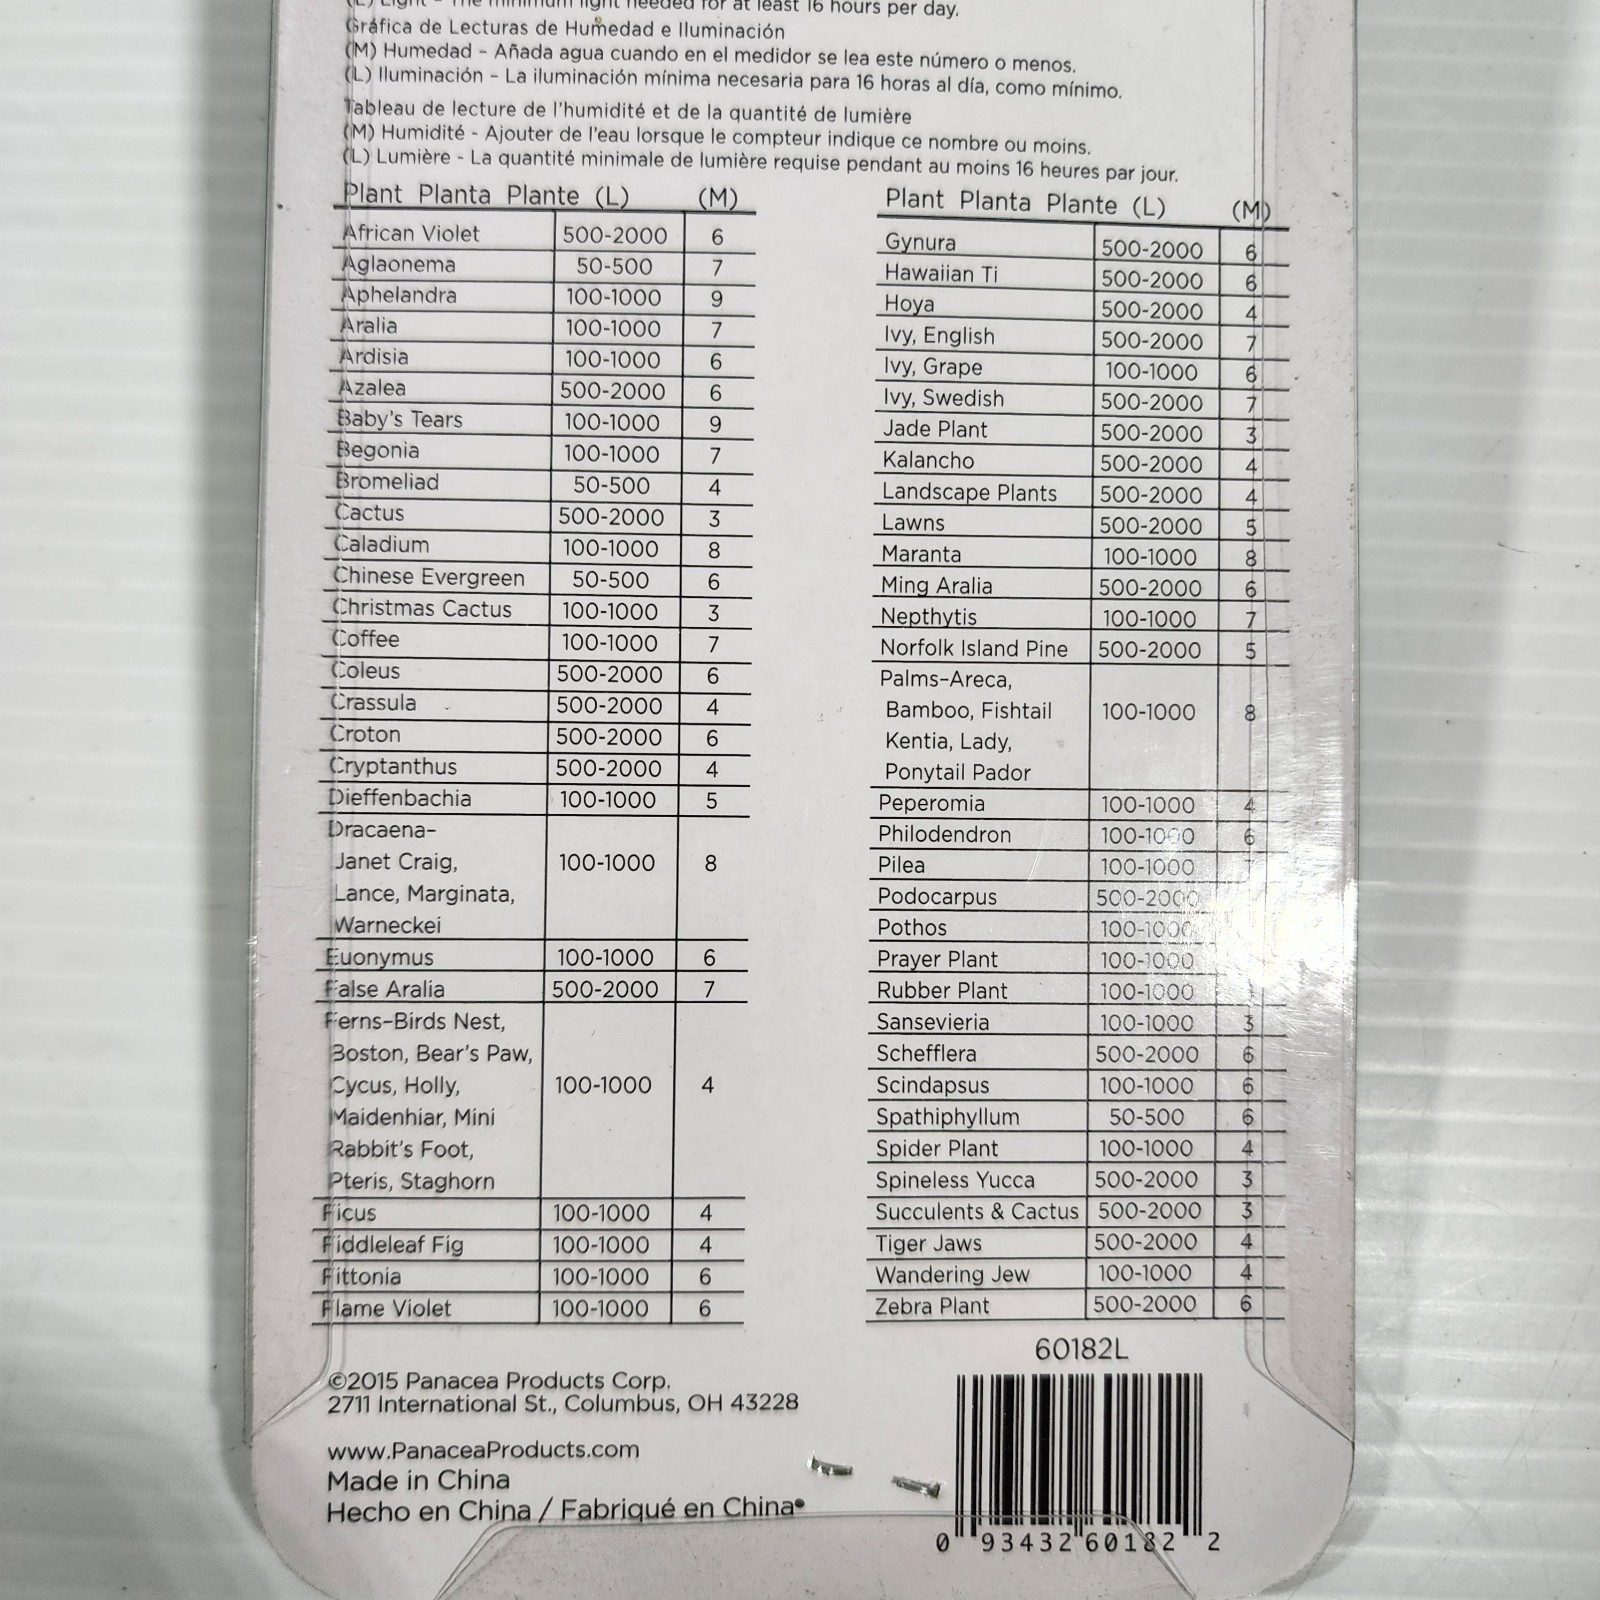 (L) Light - The minimum light needed for at least 16 hours per day.
Gráfica de Lecturas de Humedad e Iluminación
(M) Humedad - Añada agua cuando en el medidor se lea este número o menos.
(L) Iluminación - La iluminación mínima necesaria para 16 horas al día, como mínimo.
Tableau de lecture de l'humidité et de la quantité de lumière
(M) Humidité - Ajouter de l'eau lorsque le compteur indique ce nombre ou moins.
(L) Lumière - La quantité minimale de lumière requise pendant au moins 16 heures par jour.
Plant Planta Plante (L) (M)
African Violet 500-2000 6
Aglaonema 50-500 7
Aphelandra 100-1000 9
Aralia 100-1000 7
Ardisia 100-1000 6
Azalea 500-2000 6
Baby's Tears 100-1000 9
Begonia 100-1000 7
Bromeliad 50-500 4
Cactus 500-2000 3
Caladium 100-1000 8
Chinese Evergreen 50-500 6
Christmas Cactus 100-1000 3
Coffee 100-1000 7
Coleus 500-2000 6
Crassula 500-2000 4
Croton 500-2000 6
Cryptanthus 500-2000 4
Dieffenbachia 100-1000 5
Dracaena-
Janet Craig, 100-1000 8
Lance, Marginata,
Warneckei
Euonymus 100-1000 6
False Aralia 500-2000 7
Ferns-Birds Nest,
Boston, Bear's Paw,
Cycus, Holly, 100-1000 4
Maidenhiar, Mini
Rabbit's Foot,
Pteris, Staghorn
Ficus 100-1000 4
Fiddleleaf Fig 100-1000 4
Fittonia 100-1000 6
Flame Violet 100-1000 6
Plant Planta Plante (L) (M)
Gynura 500-2000 6
Hawaiian Ti 500-2000 6
Hoya 500-2000 4
Ivy, English 500-2000 7
Ivy, Grape 100-1000 6
Ivy, Swedish 500-2000 7
Jade Plant 500-2000 3
Kalancho 500-2000 4
Landscape Plants 500-2000 4
Lawns 500-2000 5
Maranta 100-1000 8
Ming Aralia 500-2000 6
Nepthytis 100-1000 7
Norfolk Island Pine 500-2000 5
Palms-Areca,
Bamboo, Fishtail 100-1000 8
Kentia, Lady,
Ponytail Pador
Peperomia 100-1000 4
Philodendron 100-1000 6
Pilea 100-1000
Podocarpus 500-2000
Pothos 100-1000
Prayer Plant 100-1000
Rubber Plant 100-1000
Sansevieria 100-1000 3
Schefflera 500-2000 6
Scindapsus 100-1000 6
Spathiphyllum 50-500 6
Spider Plant 100-1000 4
Spineless Yucca 500-2000 3
Succulents & Cactus 500-2000 3
Tiger Jaws 500-2000 4
Wandering Jew 100-1000 4
Zebra Plant 500-2000 6
©2015 Panacea Products Corp.
2711 International St., Columbus, OH 43228
www.PanaceaProducts.com
Made in China
Hecho en China / Fabriqué en China
60182L
0 93432 60182 2